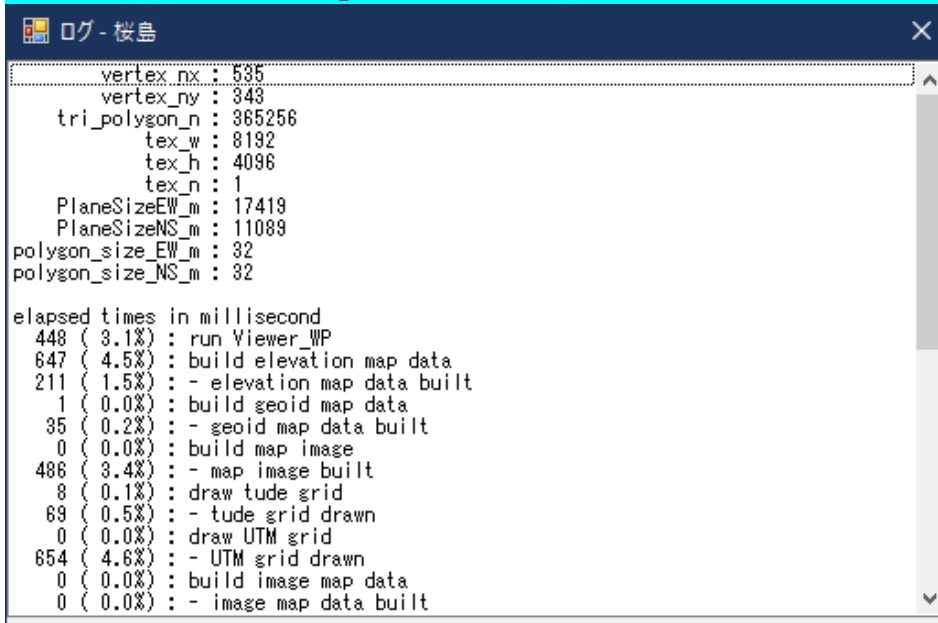 ログ - 桜島
vertex_nx : 535
vertex_ny : 343
tri_polygon_n : 365256
tex_w : 8192
tex_h : 4096
tex_n : 1
PlaneSizeEW_m : 17419
PlaneSizeNS_m : 11089
polygon_size_EW_m : 32
polygon_size_NS_m : 32
elapsed times in millisecond
448 ( 3.1%) : run Viewer_WP
647 ( 4.5%) : build elevation map data
211 ( 1.5%) : - elevation map data built
1 ( 0.0%) : build geoid map data
35 ( 0.2%) : - geoid map data built
0 ( 0.0%) : build map image
486 ( 3.4%) : - map image built
8 ( 0.1%) : draw tude grid
69 ( 0.5%) : - tude grid drawn
0 ( 0.0%) : draw UTM grid
654 ( 4.6%) : - UTM grid drawn
0 ( 0.0%) : build image map data
0 ( 0.0%) : - image map data built